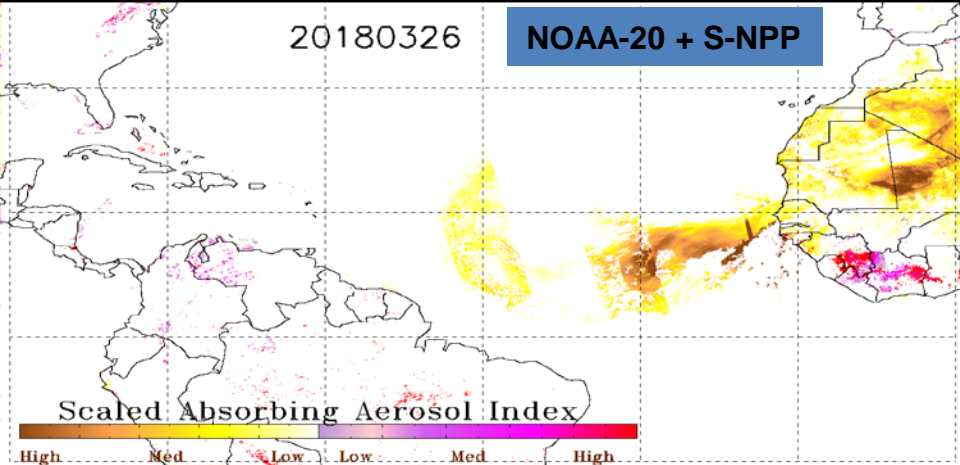 20180326
NOAA-20 + S-NPP
Scaled Absorbing Aerosol Index
High Med Low Low Med High